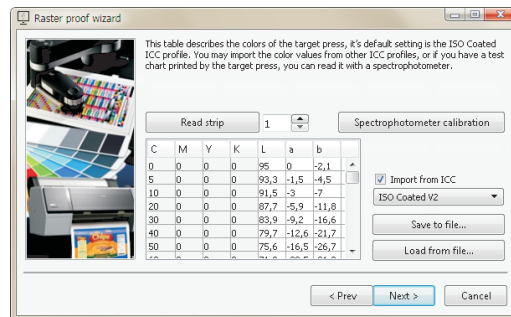 Raster proof wizard
This table describes the colors of the target press, it's default setting is the ISO Coated
ICC profile. You may import the color values from other ICC profiles, or if you have a test
chart printed by the target press, you can read it with a spectrophotometer.
Read strip 1 Spectrophotometer calibration
C M Y K L a b
0 0 0 0 95 0 -2,1
5 0 0 0 93,3 -1,5 -4,5
10 0 0 0 91,5 -3 -7
20 0 0 0 87,7 -5,9 -11,8
30 0 0 0 83,9 -9,2 -16,6
40 0 0 0 79,7 -12,6 -21,7
50 0 0 0 75,6 -16,5 -26,7
Import from ICC
ISO Coated V2
Save to file...
Load from file...
< Prev Next > Cancel